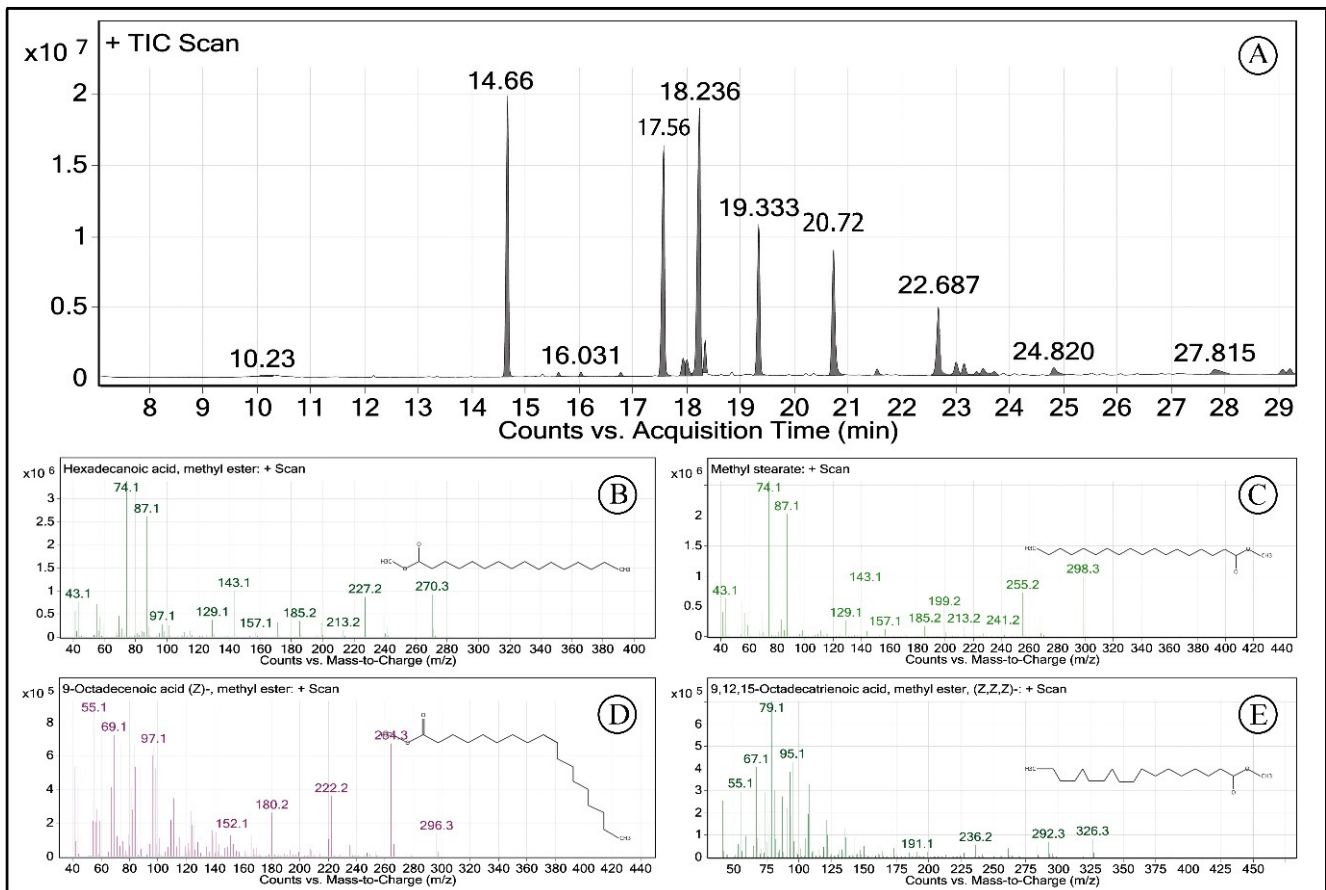 x10 7
+ TIC Scan
A
14.66
18.236
17.56
19.333
20.72
22.687
10.23
16.031
24.820
27.815
2
1.5
1
0.5
0
8 9 10 11 12 13 14 15 16 17 18 19 20 21 22 23 24 25 26 27 28 29
Counts vs. Acquisition Time (min)
x10 6
Hexadecanoic acid, methyl ester: + Scan
B
3
2.5
2
1.5
1
0.5
0
74.1
87.1
43.1
97.1
129.1
143.1
157.1
185.2
213.2
227.2
270.3
H3C
O
O
CH3
40 60 80 100 120 140 160 180 200 220 240 260 280 300 320 340 360 380 400
Counts vs. Mass-to-Charge (m/z)
x10 6
Methyl stearate: + Scan
C
2
1.5
1
0.5
0
74.1
87.1
43.1
129.1
143.1
157.1
185.2
199.2
213.2
241.2
255.2
298.3
H3C
O
O
CH3
40 60 80 100 120 140 160 180 200 220 240 260 280 300 320 340 360 380 400 420 440
Counts vs. Mass-to-Charge (m/z)
x10 5
9-Octadecenoic acid (Z)-, methyl ester: + Scan
D
8
6
4
2
0
55.1
69.1
97.1
152.1
180.2
222.2
264.3
296.3
O
CH3
40 60 80 100 120 140 160 180 200 220 240 260 280 300 320 340 360 380 400 420 440
Counts vs. Mass-to-Charge (m/z)
x10 5
9,12,15-Octadecatrienoic acid, methyl ester, (Z,Z,Z)-: + Scan
E
6
5
4
3
2
1
0
79.1
67.1
55.1
95.1
191.1
236.2
292.3
326.3
H3C
O
O
CH3
50 75 100 125 150 175 200 225 250 275 300 325 350 375 400 425 450
Counts vs. Mass-to-Charge (m/z)